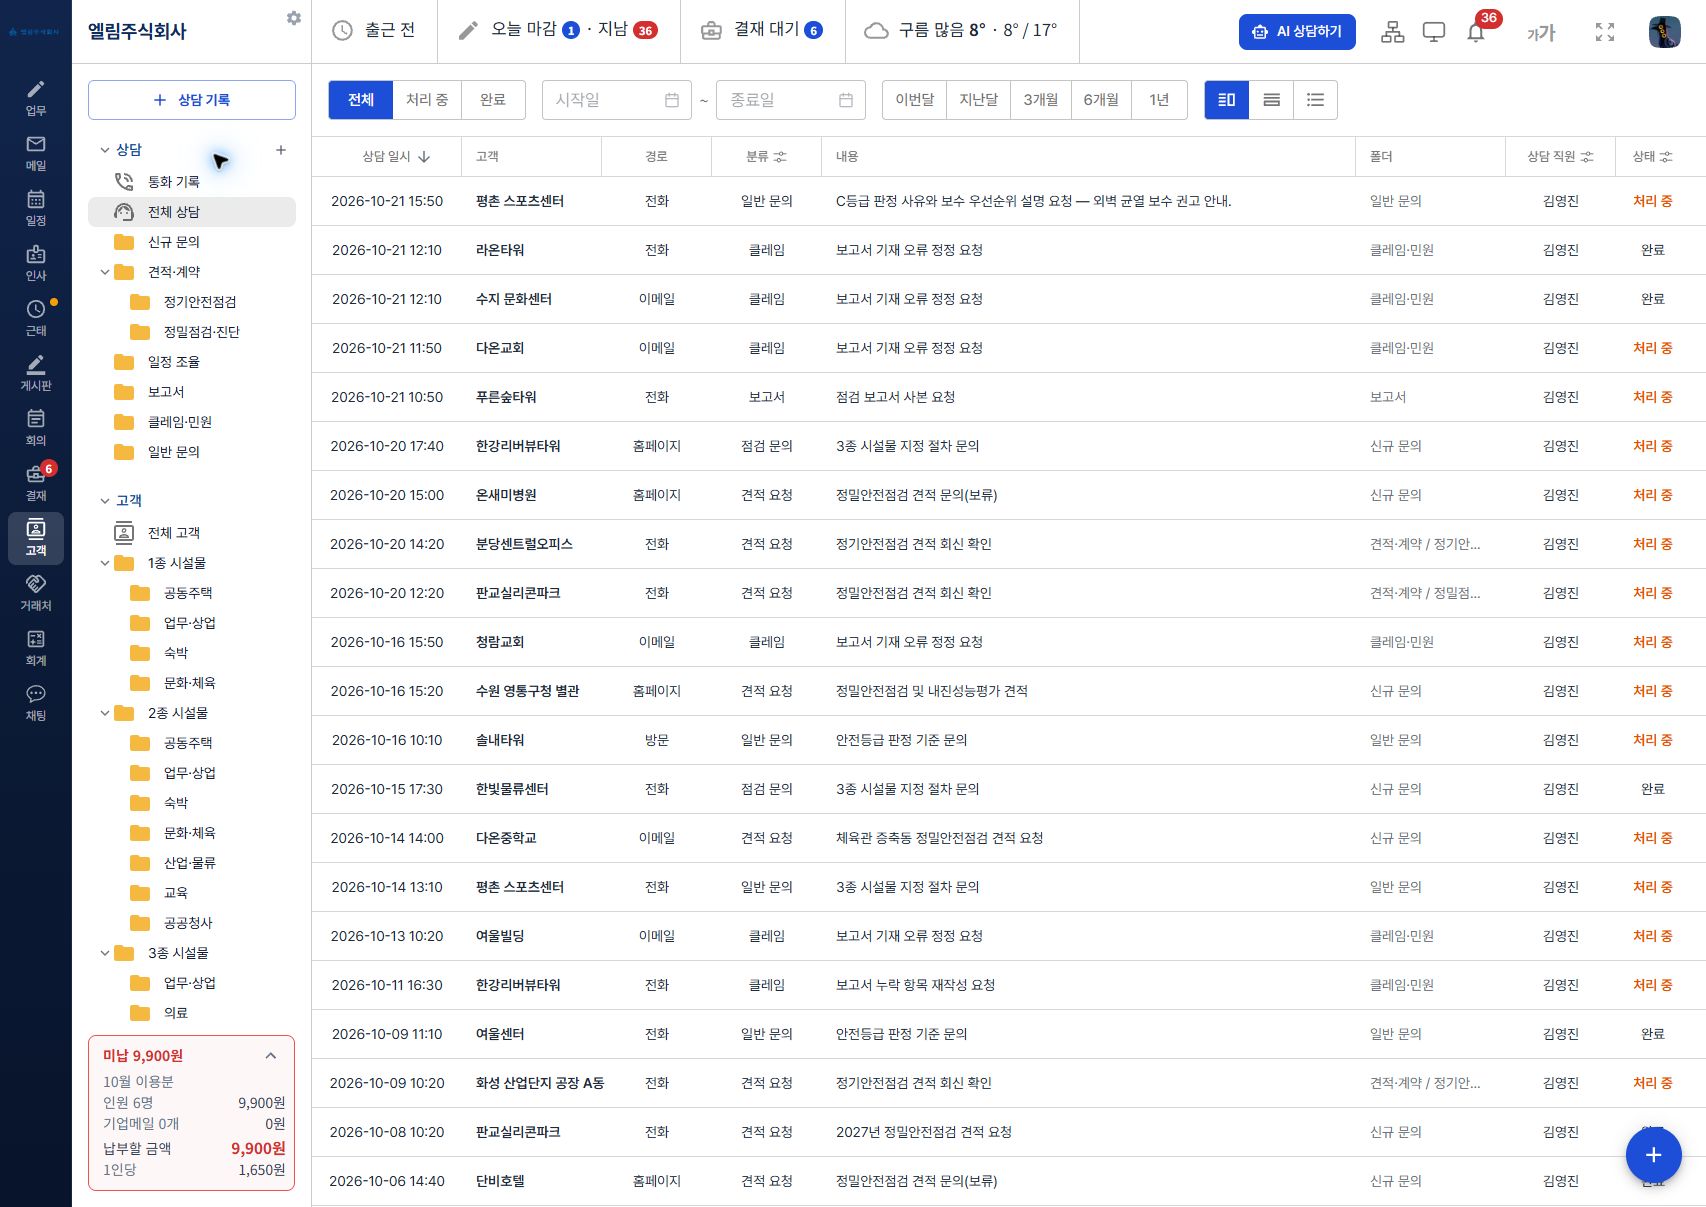 엘림주식회사
엘림주식회사
출근 전
오늘 마감 1 · 지남 36
결재 대기 6
구름 많음 8° · 8° / 17°
AI 상담하기
36
가가
업무
메일
일정
인사
근태
게시판
회의
6
결재
고객
거래처
회계
채팅
+ 상담 기록
상담 +
통화 기록
전체 상담
신규 문의
견적·계약
정기안전점검
정밀점검·진단
일정 조율
보고서
클레임·민원
일반 문의
고객
전체 고객
1종 시설물
공동주택
업무·상업
숙박
문화·체육
2종 시설물
공동주택
업무·상업
숙박
문화·체육
산업·물류
교육
공공청사
3종 시설물
업무·상업
의료
미납 9,900원
10월 이용분
인원 6명 9,900원
기업메일 0개 0원
납부할 금액 9,900원
1인당 1,650원
전체 처리 중 완료 시작일 ~ 종료일 이번달 지난달 3개월 6개월 1년
상담 일시 고객 경로 분류 내용 폴더 상담 직원 상태
2026-10-21 15:50 평촌 스포츠센터 전화 일반 문의 C등급 판정 사유와 보수 우선순위 설명 요청 — 외벽 균열 보수 권고 안내. 일반 문의 김영진 처리 중
2026-10-21 12:10 라온타워 전화 클레임 보고서 기재 오류 정정 요청 클레임·민원 김영진 완료
2026-10-21 12:10 수지 문화센터 이메일 클레임 보고서 기재 오류 정정 요청 클레임·민원 김영진 완료
2026-10-21 11:50 다온교회 이메일 클레임 보고서 기재 오류 정정 요청 클레임·민원 김영진 처리 중
2026-10-21 10:50 푸른숲타워 전화 보고서 점검 보고서 사본 요청 보고서 김영진 처리 중
2026-10-20 17:40 한강리버뷰타워 홈페이지 점검 문의 3종 시설물 지정 절차 문의 신규 문의 김영진 처리 중
2026-10-20 15:00 온새미병원 홈페이지 견적 요청 정밀안전점검 견적 문의(보류) 신규 문의 김영진 처리 중
2026-10-20 14:20 분당센트럴오피스 전화 견적 요청 정기안전점검 견적 회신 확인 견적·계약 / 정기안... 김영진 처리 중
2026-10-20 12:20 판교실리콘파크 전화 견적 요청 정밀안전점검 견적 회신 확인 견적·계약 / 정밀점... 김영진 처리 중
2026-10-16 15:50 청람교회 이메일 클레임 보고서 기재 오류 정정 요청 클레임·민원 김영진 처리 중
2026-10-16 15:20 수원 영통구청 별관 홈페이지 견적 요청 정밀안전점검 및 내진성능평가 견적 신규 문의 김영진 처리 중
2026-10-16 10:10 솔내타워 방문 일반 문의 안전등급 판정 기준 문의 일반 문의 김영진 처리 중
2026-10-15 17:30 한빛물류센터 전화 점검 문의 3종 시설물 지정 절차 문의 신규 문의 김영진 완료
2026-10-14 14:00 다온중학교 이메일 견적 요청 체육관 증축동 정밀안전점검 견적 요청 신규 문의 김영진 처리 중
2026-10-14 13:10 평촌 스포츠센터 전화 일반 문의 3종 시설물 지정 절차 문의 일반 문의 김영진 처리 중
2026-10-13 10:20 여울빌딩 이메일 클레임 보고서 기재 오류 정정 요청 클레임·민원 김영진 처리 중
2026-10-11 16:30 한강리버뷰타워 전화 클레임 보고서 누락 항목 재작성 요청 클레임·민원 김영진 처리 중
2026-10-09 11:10 여울센터 전화 일반 문의 안전등급 판정 기준 문의 일반 문의 김영진 완료
2026-10-09 10:20 화성 산업단지 공장 A동 전화 견적 요청 정기안전점검 견적 회신 확인 견적·계약 / 정기안... 김영진 처리 중
2026-10-08 10:20 판교실리콘파크 전화 견적 요청 2027년 정밀안전점검 견적 요청 신규 문의 김영진
2026-10-06 14:40 단비호텔 홈페이지 견적 요청 정밀안전점검 견적 문의(보류) 신규 문의 김영진
+